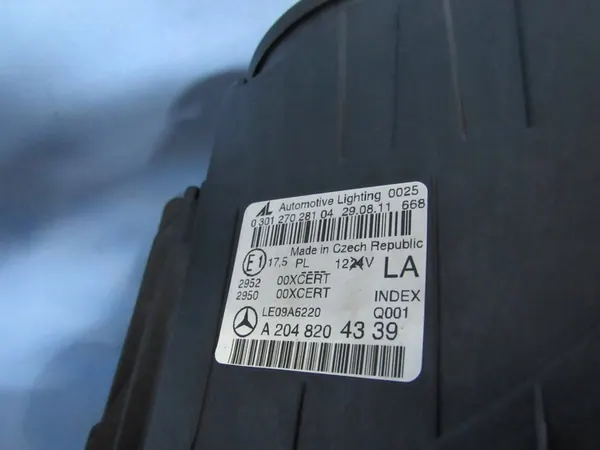 AL Automotive Lighting 0025
0 301 270 281 04 29.08.11 668
Made in Czech Republic
E1 17,5 PL 1224V LA
2952 00XCERT
2950 00XCERT INDEX
LE09A6220 Q001
A 204 820 43 39